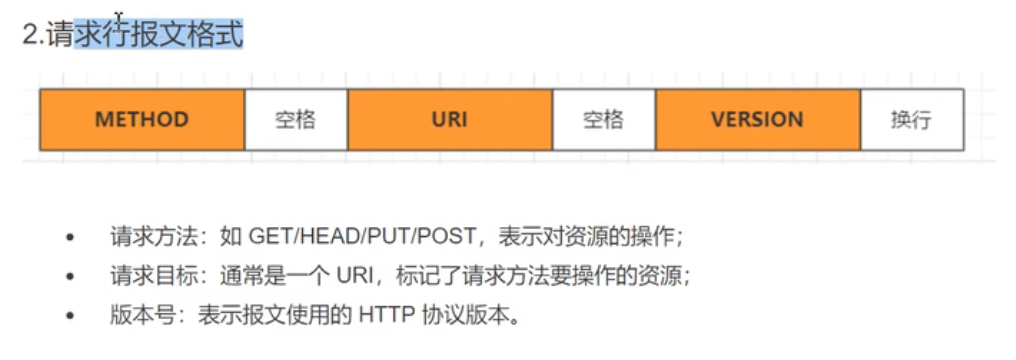 2.请求行报文格式
METHOD 空格 URI 空格 VERSION 换行
• 请求方法：如 GET/HEAD/PUT/POST，表示对资源的操作；
• 请求目标：通常是一个 URI，标记了请求方法要操作的资源；
• 版本号：表示报文使用的 HTTP 协议版本。